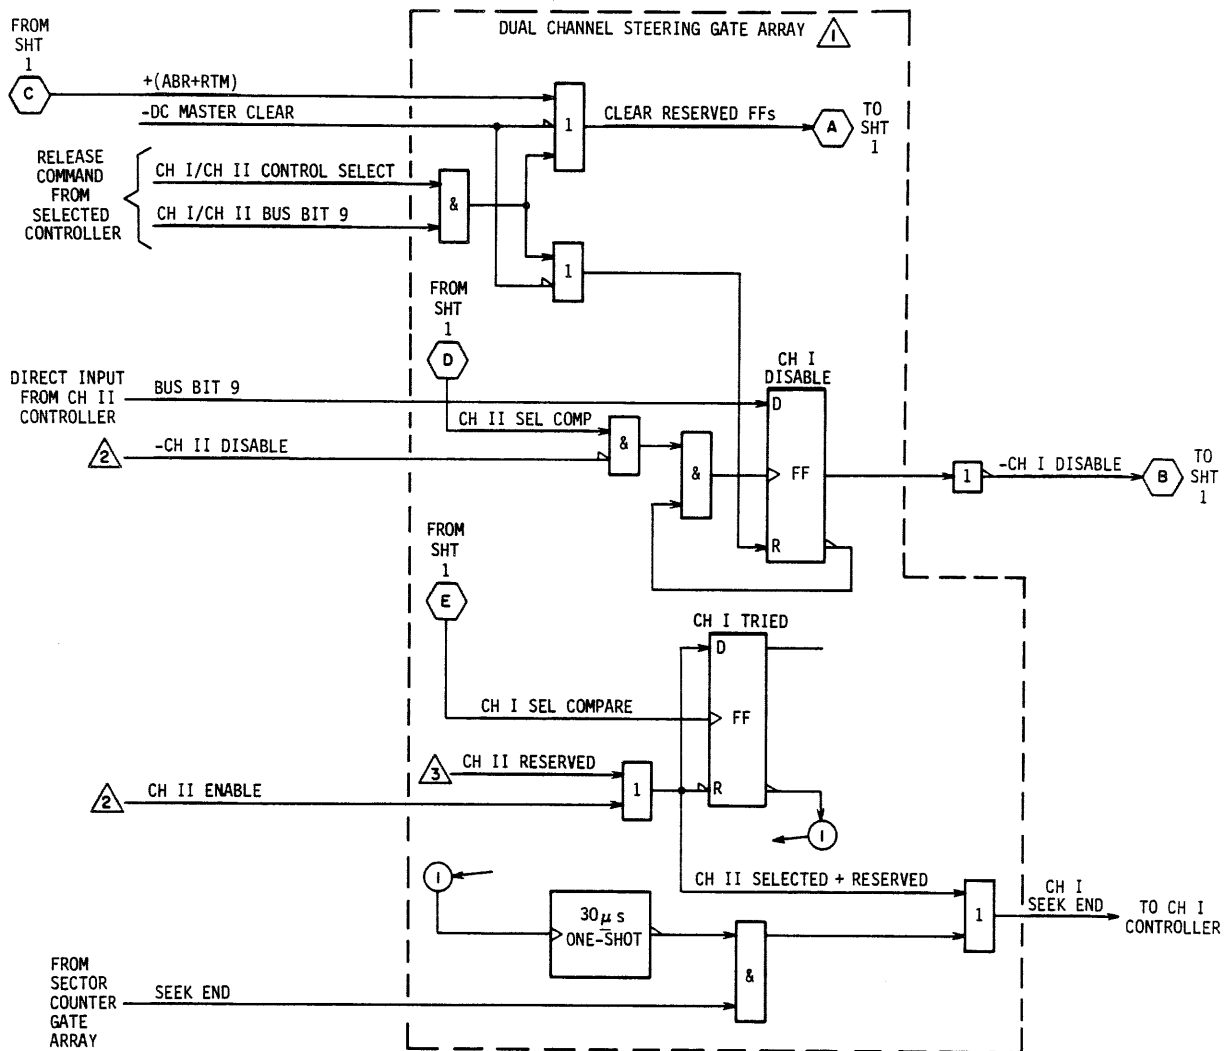 FROM
SHT
1
C
DUAL CHANNEL STEERING GATE ARRAY 1
+(ABR+RTM)
-DC MASTER CLEAR
1
CLEAR RESERVED FFs
A
TO
SHT
1
RELEASE
COMMAND
FROM
SELECTED
CONTROLLER
CH I/CH II CONTROL SELECT
CH I/CH II BUS BIT 9
&
1
FROM
SHT
1
D
DIRECT INPUT
FROM CH II
CONTROLLER
BUS BIT 9
CH II SEL COMP
2
-CH II DISABLE
&
&
CH I
DISABLE
D
FF
R
1
-CH I DISABLE
B
TO
SHT
1
FROM
SHT
1
E
CH I TRIED
D
FF
R
CH I SEL COMPARE
3
CH II RESERVED
2
CH II ENABLE
1
I
I
CH II SELECTED + RESERVED
30μs
ONE-SHOT
&
1
CH I
SEEK END
TO CH I
CONTROLLER
FROM
SECTOR
COUNTER
GATE
ARRAY
SEEK END